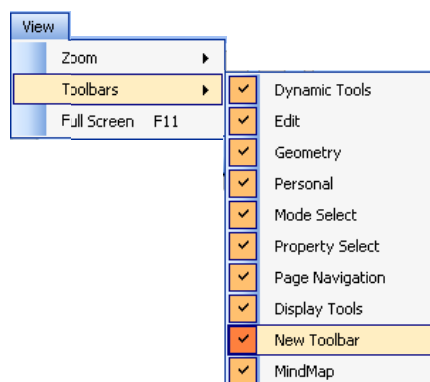 View
Zoom
Toolbars
Full Screen F11
Dynamic Tools
Edit
Geometry
Personal
Mode Select
Property Select
Page Navigation
Display Tools
New Toolbar
MindMap